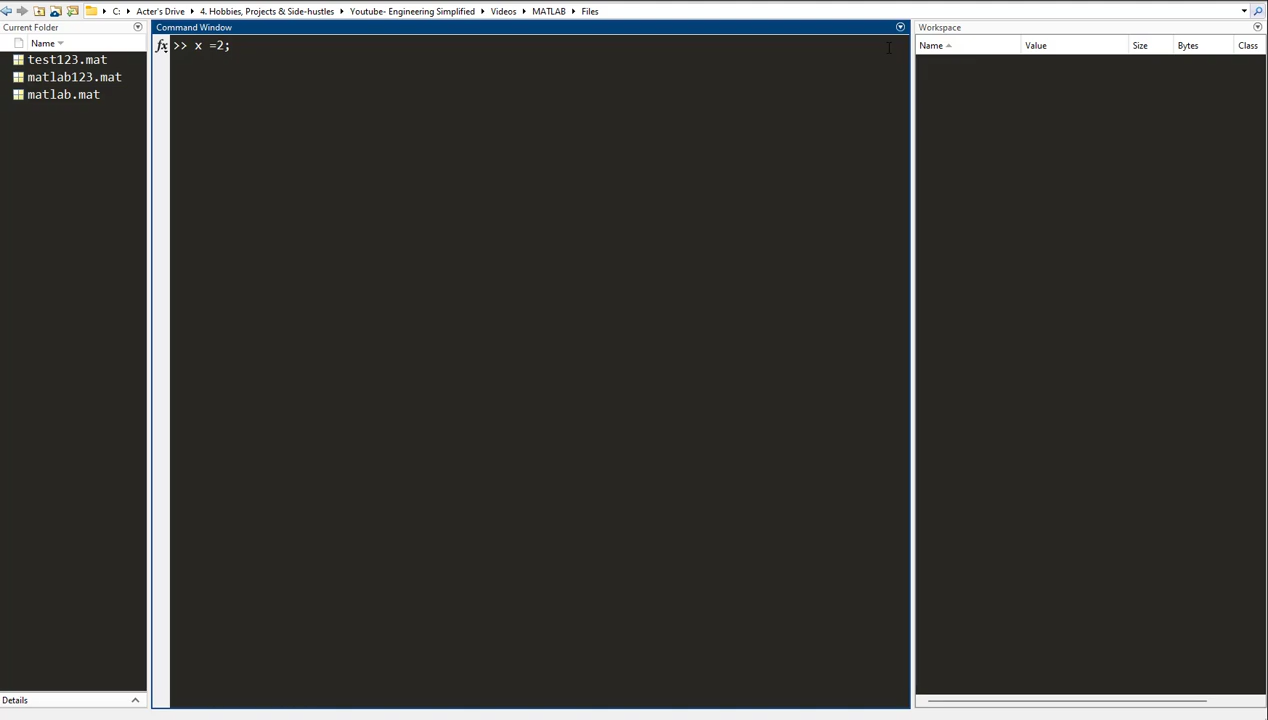 C: Acter's Drive 4. Hobbies, Projects & Side-hustles Youtube- Engineering Simplified Videos MATLAB Files
Current Folder
Name
test123.mat
matlab123.mat
matlab.mat
Details
Command Window
fx >> x =2;
Workspace
Name Value Size Bytes Class